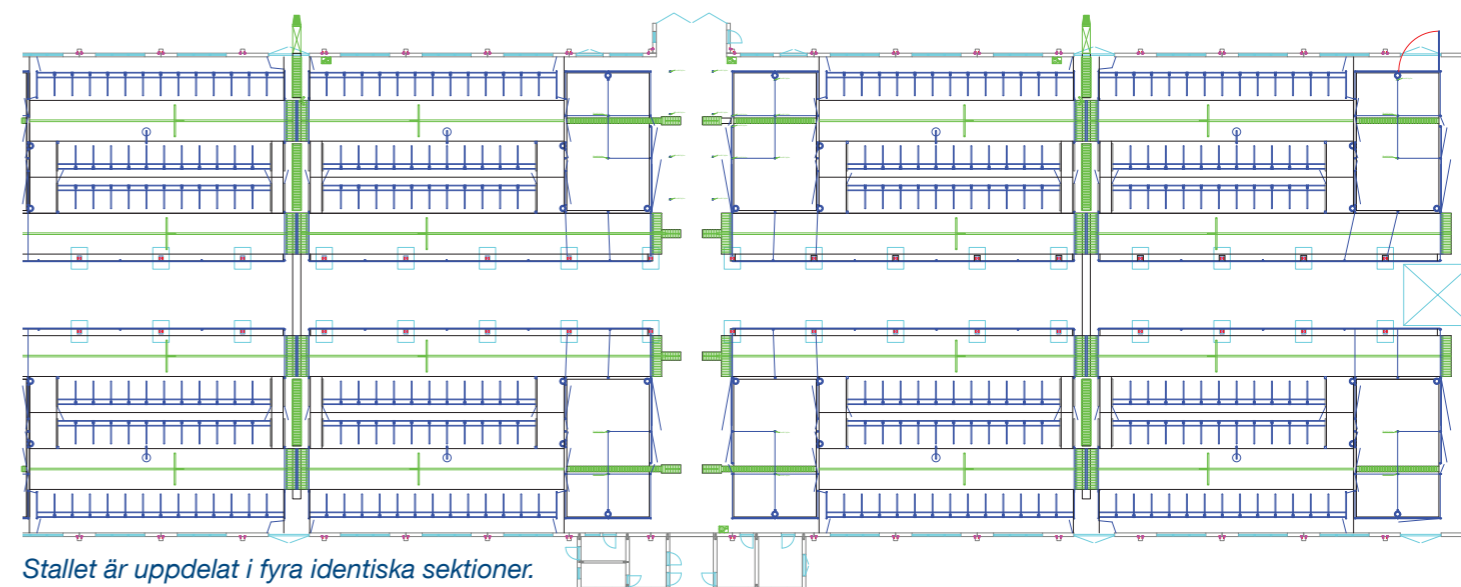 Stallet är uppdelat i fyra identiska sektioner.